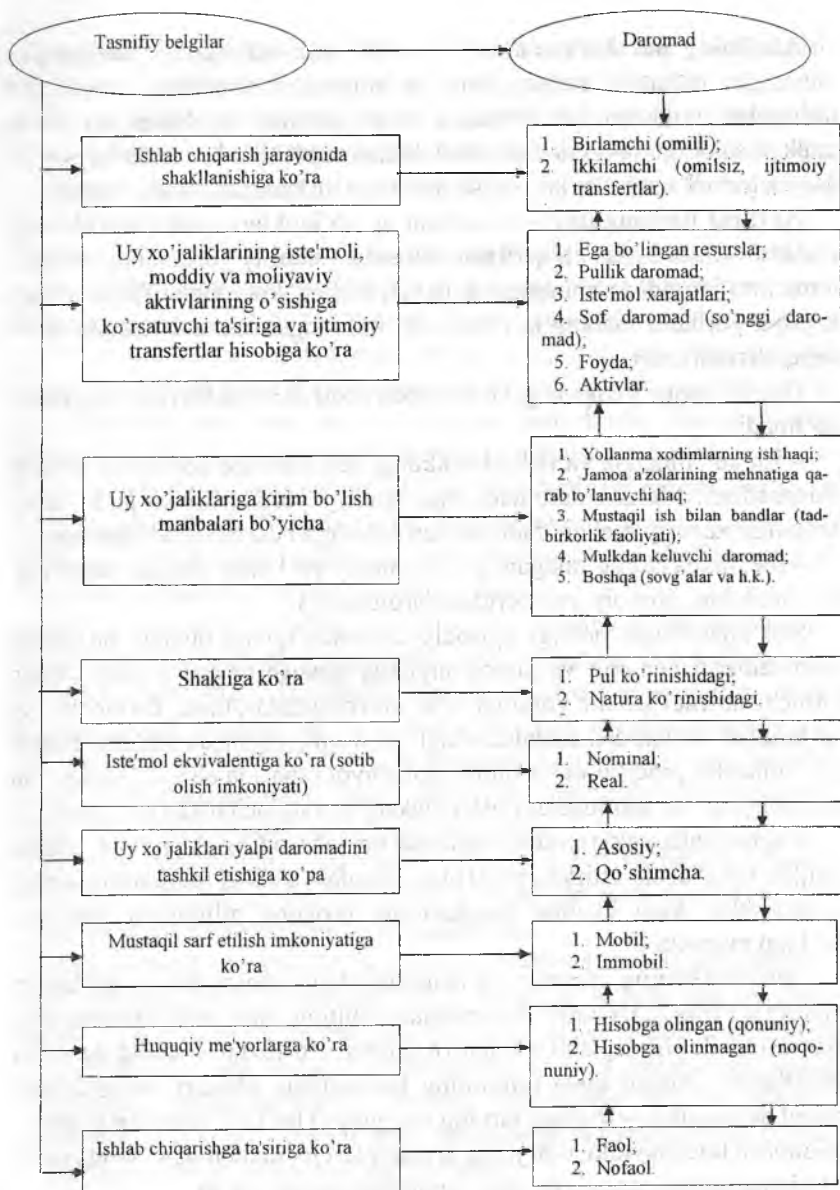 Tasnifiy belgilar
Daromad
Ishlab chiqarish jarayonida
shakllanishiga ko'ra
1. Birlamchi (omilli);
2. Ikkilamchi (omilsiz, ijtimoiy
transfertlar).
Uy xo'jaliklarining iste'moli,
moddiy va moliyaviy
aktivlarining o'sishiga
ko'rsatuvchi ta'siriga va ijtimoiy
transfertlar hisobiga ko'ra
1. Ega bo'lingan resurslar;
2. Pullik daromad;
3. Iste'mol xarajatlari;
4. Sof daromad (so'nggi daro-
mad);
5. Foyda;
6. Aktivlar.
Uy xo'jaliklariga kirim bo'lish
manbalari bo'yicha
1. Yollanma xodimlarning ish haqi;
2. Jamoa a'zolarining mehnatiga qa-
rab to'lanuvchi haq;
3. Mustaqil ish bilan bandlar (tad-
birkorlik faoliyati);
4. Mulkdan keluvchi daromad;
5. Boshqa (sovg'alar va h.k.).
Shakliga ko'ra
1. Pul ko'rinishidagi;
2. Natura ko'rinishidagi.
Iste'mol ekvivalentiga ko'ra (sotib
olish imkoniyati)
1. Nominal;
2. Real.
Uy xo'jaliklari yalpi daromadini
tashkil etishiga ko'pa
1. Asosiy;
2. Qo'shimcha.
Mustaqil sarf etilish imkoniyatiga
ko'ra
1. Mobil;
2. Immobil.
Huquqiy me'yorlarga ko'ra
1. Hisobga olingan (qonuniy);
2. Hisobga olinmagan (noqo-
nuniy).
Ishlab chiqarishga ta'siriga ko'ra
1. Faol;
2. Nofaol.